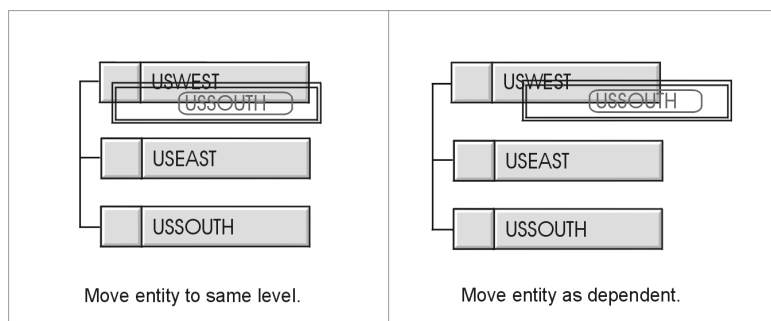 USWEST
USSOUTH
USEAST
USSOUTH
Move entity to same level.
USWEST
USSOUTH
USEAST
USSOUTH
Move entity as dependent.